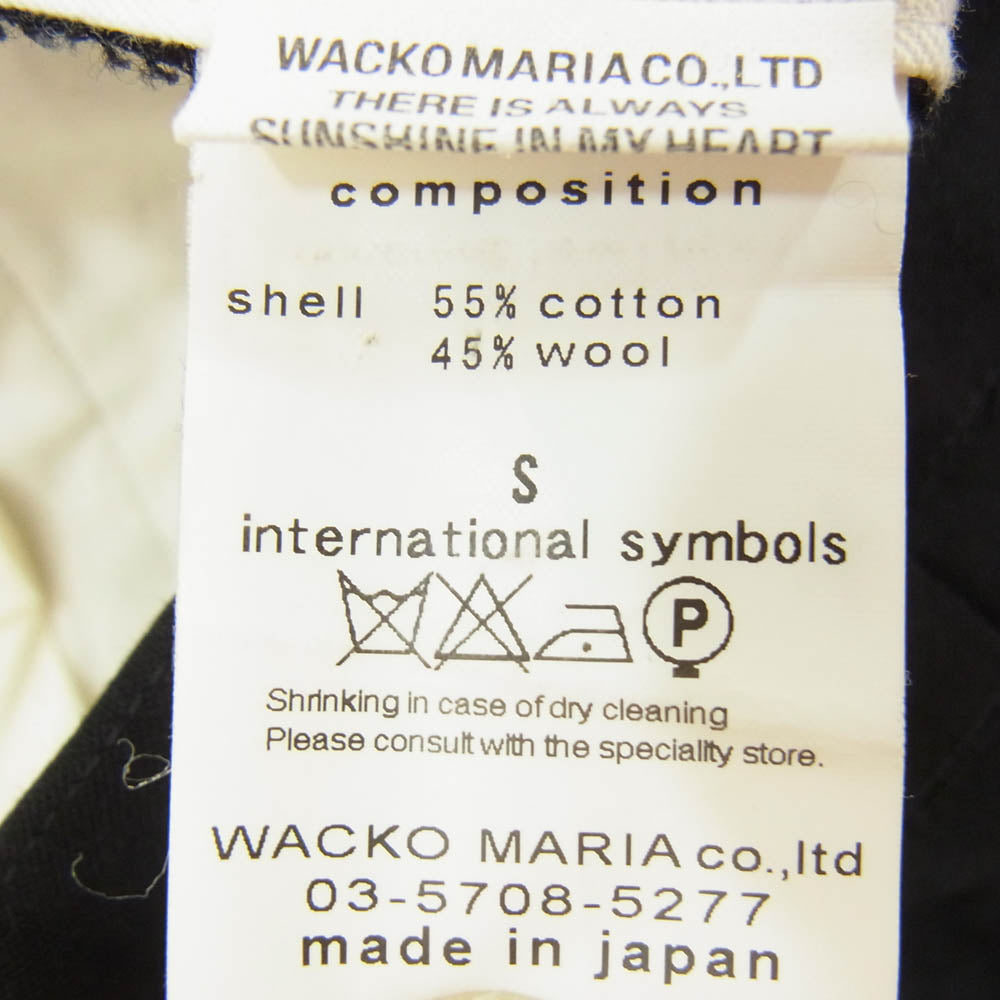 WACKO MARIA CO.,LTD
THERE IS ALWAYS
SUNSHINE IN MY HEART
composition
shell 55% cotton
45% wool
S
international symbols
P
Shrinking in case of dry cleaning
Please consult with the speciality store.
WACKO MARIA co.,ltd
03-5708-5277
made in japan